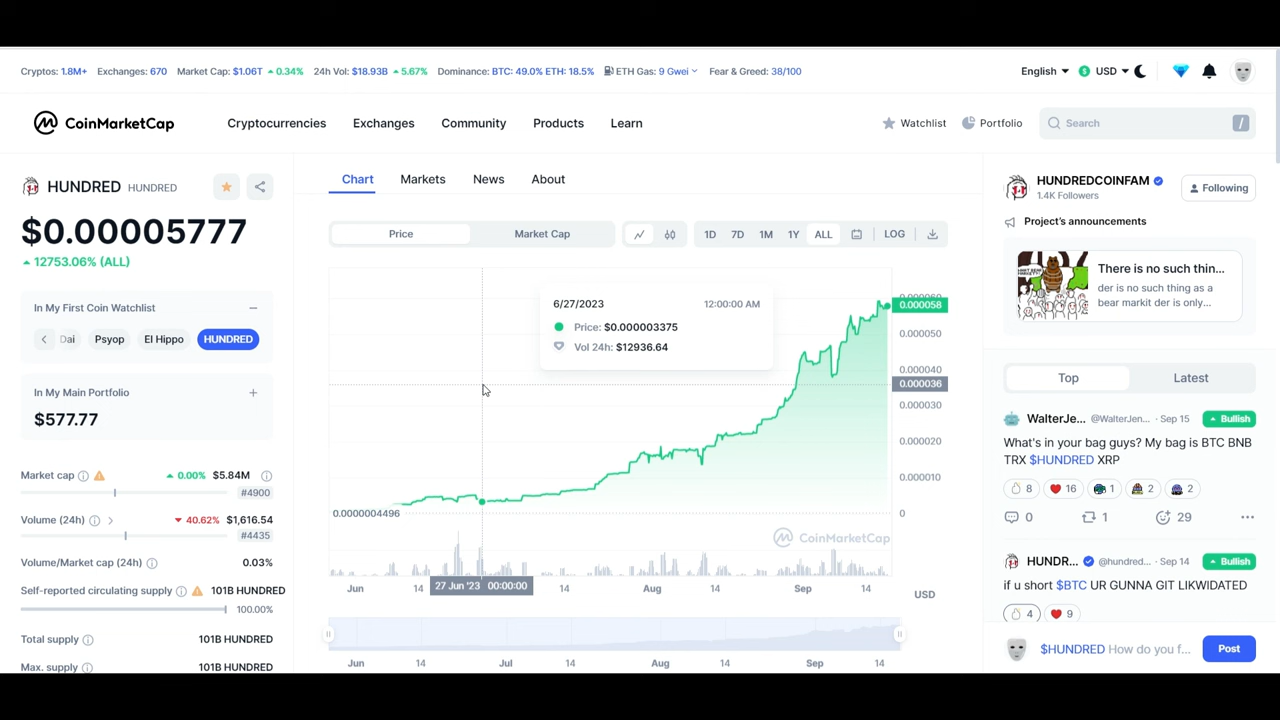 Cryptos: 1.8M+ Exchanges: 670 Market Cap: $1.06T 0.34% 24h Vol: $18.93B 5.67% Dominance: BTC: 49.0% ETH: 18.5% ETH Gas: 9 Gwei Fear & Greed: 38/100 English USD
CoinMarketCap Cryptocurrencies Exchanges Community Products Learn Watchlist Portfolio Search /
HUNDRED HUNDRED
$0.00005777
12753.06% (ALL)
In My First Coin Watchlist
Dai Psyop El Hippo HUNDRED
In My Main Portfolio +
$577.77
Market cap 0.00% $5.84M
#4900
Volume (24h) 40.62% $1,616.54
#4435
Volume/Market cap (24h) 0.03%
Self-reported circulating supply 101B HUNDRED
100.00%
Total supply 101B HUNDRED
Max. supply 101B HUNDRED
Chart Markets News About
Price Market Cap 1D 7D 1M 1Y ALL LOG
6/27/2023 12:00:00 AM
Price: $0.000003375
Vol 24h: $12936.64
0.000058
0.000050
0.000040
0.000036
0.000030
0.000020
0.000010
0
0.0000004496
CoinMarketCap
Jun 14 27 Jun '23 00:00:00 14 Aug 14 Sep 14
USD
Jun 14 Jul 14 Aug 14 Sep 14
HUNDREDCOINFAM
1.4K Followers
Following
Project's announcements
There is no such thin...
der is no such thing as a
bear markit der is only...
Top Latest
WalterJe... @WalterJen... · Sep 15 Bullish
What's in your bag guys? My bag is BTC BNB
TRX $HUNDRED XRP
8 16 1 2 2
0 1 29
HUNDR... @hundred... · Sep 14 Bullish
if u short $BTC UR GUNNA GIT LIKWIDATED
4 9
$HUNDRED How do you f... Post